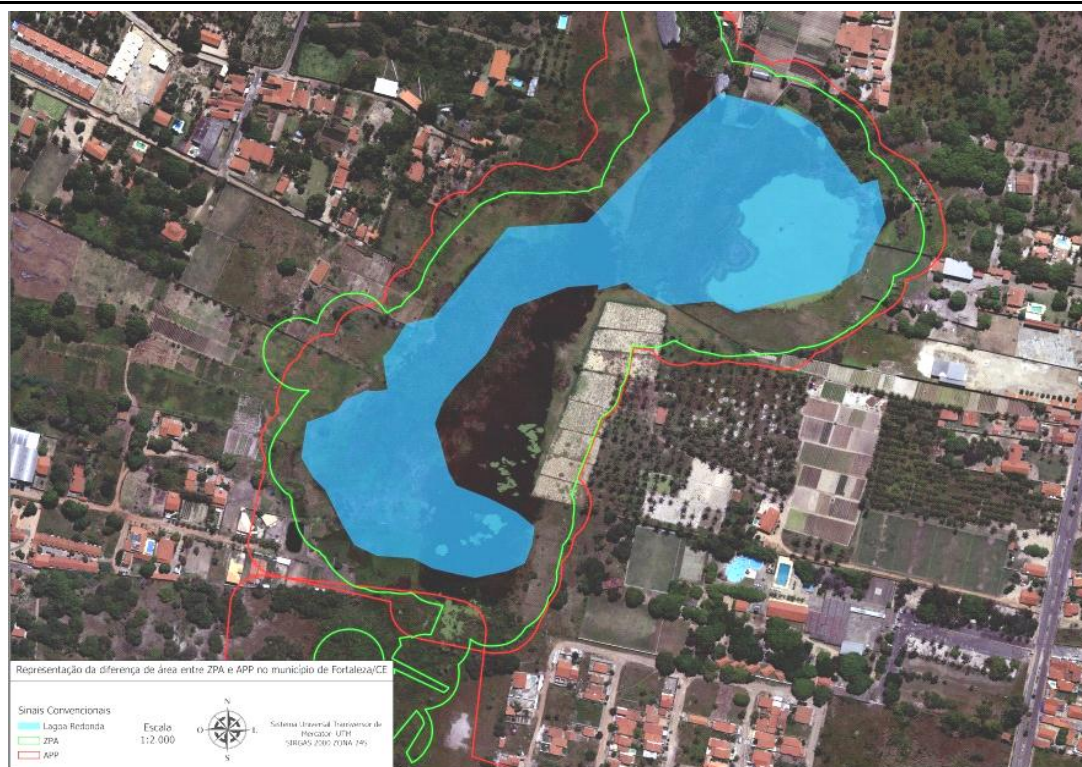 Representação da diferença de área entre ZPA e APP no município de Fortaleza/CE
Sinais Convencionais
Lagoa Redonda
ZPA
APP
Escala
1:2 000
N
O
L
S
Sistema Universal Transversor de
Mercator UTM
SIRGAS 2000 ZONA 24S